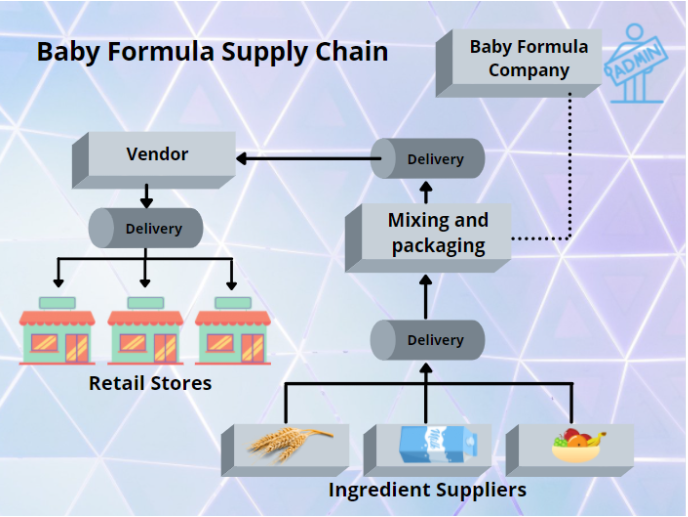 Baby Formula Supply Chain
Baby Formula
Company
ADMIN
Vendor
Delivery
Delivery
Mixing and
packaging
Delivery
Retail Stores
Ingredient Suppliers